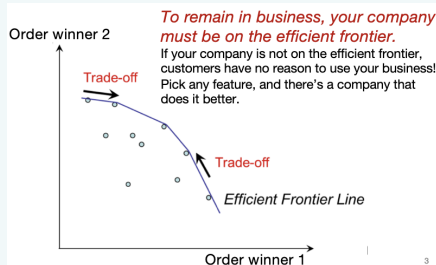 To remain in business, your company
must be on the efficient frontier.
If your company is not on the efficient frontier,
customers have no reason to use your business!
Pick any feature, and there's a company that
does it better.
Order winner 2
Trade-off
Trade-off
Efficient Frontier Line
Order winner 1
3